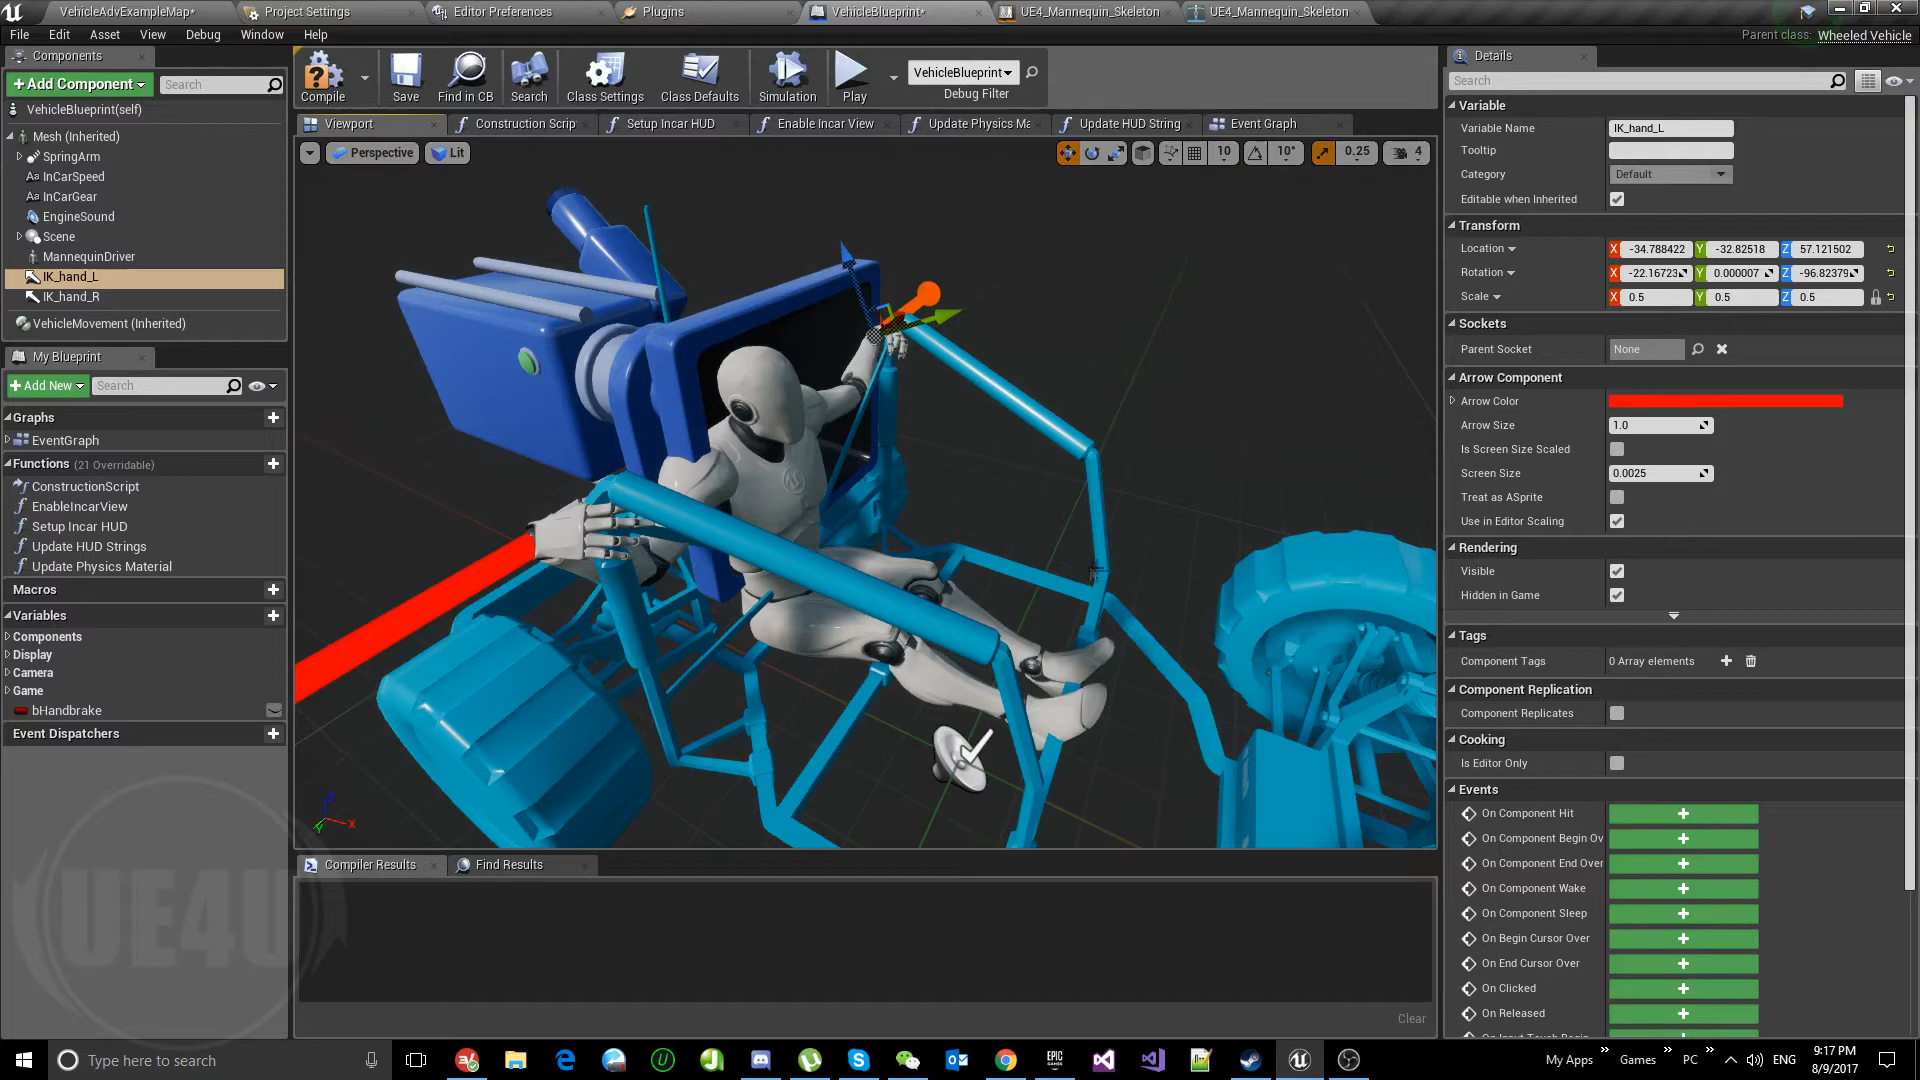 VehicleAdvExampleMap*
Project Settings
Editor Preferences
Plugins
VehicleBlueprint*
UE4_Mannequin_Skeleton
UE4_Mannequin_Skeleton
File Edit Asset View Debug Window Help
Parent class: Wheeled Vehicle
Components
+Add Component
Search
VehicleBlueprint(self)
Mesh (Inherited)
SpringArm
Aa InCarSpeed
Aa InCarGear
EngineSound
Scene
MannequinDriver
IK_hand_L
IK_hand_R
VehicleMovement (Inherited)
My Blueprint
+Add New
Search
Graphs
EventGraph
Functions (21 Overridable)
ConstructionScript
EnableIncarView
Setup Incar HUD
Update HUD Strings
Update Physics Material
Macros
Variables
Components
Display
Camera
Game
bHandbrake
Event Dispatchers
UE4U
Compile
Save
Find in CB
Search
Class Settings
Class Defaults
Simulation
Play
VehicleBlueprint
Debug Filter
Viewport
Construction Scrip
Setup Incar HUD
Enable Incar View
Update Physics Ma
Update HUD String
Event Graph
Perspective
Lit
10
10°
0.25
4
Z
X
Y
Compiler Results
Find Results
Clear
Details
Search
Variable
Variable Name IK_hand_L
Tooltip
Category Default
Editable when Inherited
Transform
Location X -34.788422 Y -32.82518 Z 57.121502
Rotation X -22.16723 Y 0.000007 Z -96.82379
Scale X 0.5 Y 0.5 Z 0.5
Sockets
Parent Socket None
Arrow Component
Arrow Color
Arrow Size 1.0
Is Screen Size Scaled
Screen Size 0.0025
Treat as ASprite
Use in Editor Scaling
Rendering
Visible
Hidden in Game
Tags
Component Tags 0 Array elements
Component Replication
Component Replicates
Cooking
Is Editor Only
Events
On Component Hit
On Component Begin Ov
On Component End Over
On Component Wake
On Component Sleep
On Begin Cursor Over
On End Cursor Over
On Clicked
On Released
On Input Touch Begin
Type here to search
EPIC GAMES
My Apps
Games
PC
ENG
9:17 PM
8/9/2017